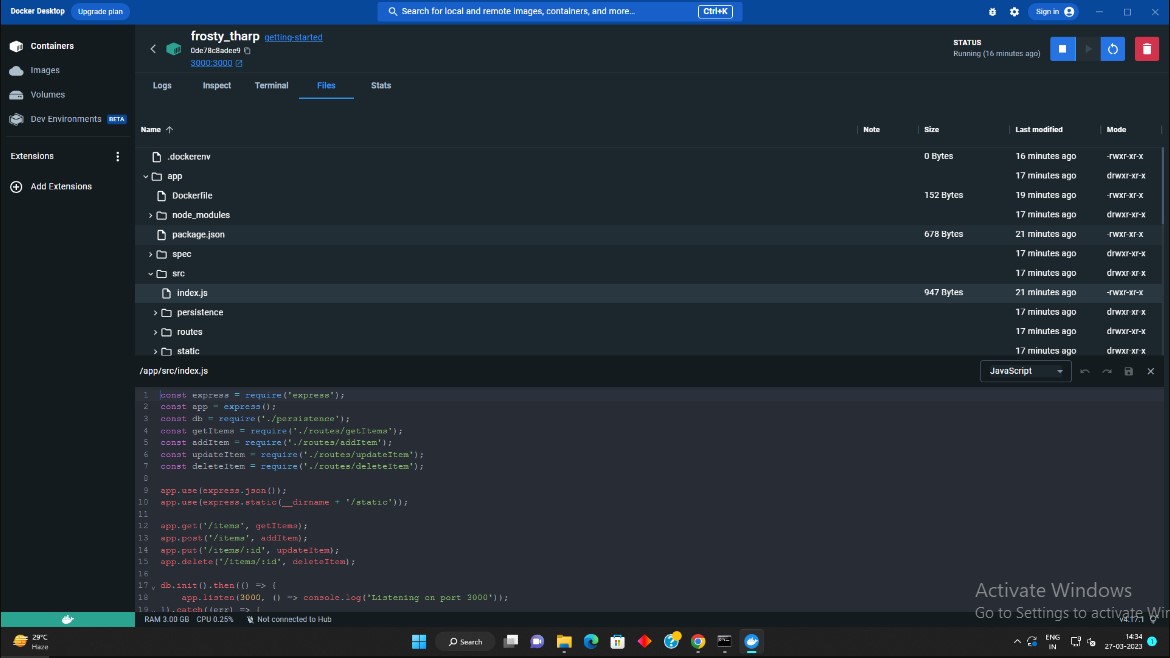 Docker Desktop Upgrade plan Search for local and remote images, containers, and more... Ctrl+K Sign in
Containers
Images
Volumes
Dev Environments BETA
Extensions
Add Extensions
frosty_tharp getting-started
0de78c8adee9
3000:3000
STATUS
Running (16 minutes ago)
Logs Inspect Terminal Files Stats
Name Note Size Last modified Mode
.dockerenv 0 Bytes 16 minutes ago -rwxr-xr-x
app 17 minutes ago drwxr-xr-x
Dockerfile 152 Bytes 19 minutes ago -rwxr-xr-x
node_modules 17 minutes ago drwxr-xr-x
package.json 678 Bytes 21 minutes ago -rwxr-xr-x
spec 17 minutes ago drwxr-xr-x
src 17 minutes ago drwxr-xr-x
index.js 947 Bytes 21 minutes ago -rwxr-xr-x
persistence 17 minutes ago drwxr-xr-x
routes 17 minutes ago drwxr-xr-x
static 17 minutes ago drwxr-xr-x
/app/src/index.js JavaScript
1 const express = require('express');
2 const app = express();
3 const db = require('./persistence');
4 const getItems = require('./routes/getItems');
5 const addItem = require('./routes/addItem');
6 const updateItem = require('./routes/updateItem');
7 const deleteItem = require('./routes/deleteItem');
8
9 app.use(express.json());
10 app.use(express.static(__dirname + '/static'));
11
12 app.get('/items', getItems);
13 app.post('/items', addItem);
14 app.put('/items/:id', updateItem);
15 app.delete('/items/:id', deleteItem);
16
17 db.init().then(() => {
18 app.listen(3000, () => console.log('Listening on port 3000'));
19 }).catch((err) => {
Activate Windows
Go to Settings to activate Win
RAM 3.00 GB CPU 0.25% Not connected to Hub v4.17.1
29°C
Haze
Search
ENG
IN
14:34
27-03-2023
1